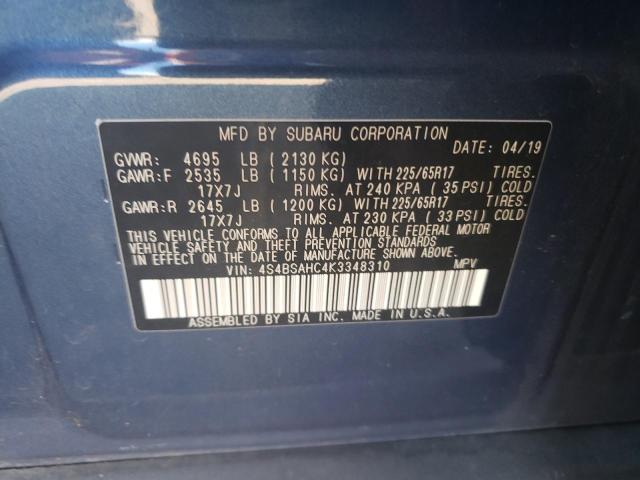 MFD BY SUBARU CORPORATION
DATE: 04/19
GVWR: 4695 LB (2130 KG)
GAWR:F 2535 LB (1150 KG) WITH 225/65R17 TIRES.
17X7J RIMS. AT 240 KPA (35 PSI) COLD
GAWR:R 2645 LB (1200 KG) WITH 225/65R17 TIRES.
17X7J RIMS. AT 230 KPA (33 PSI) COLD
THIS VEHICLE CONFORMS TO ALL APPLICABLE FEDERAL MOTOR
VEHICLE SAFETY AND THEFT PREVENTION STANDARDS
IN EFFECT ON THE DATE OF MANUFACTURE SHOWN ABOVE.
VIN: 4S4BSAHC4K3348310 MPV
ASSEMBLED BY SIA INC. MADE IN U.S.A.